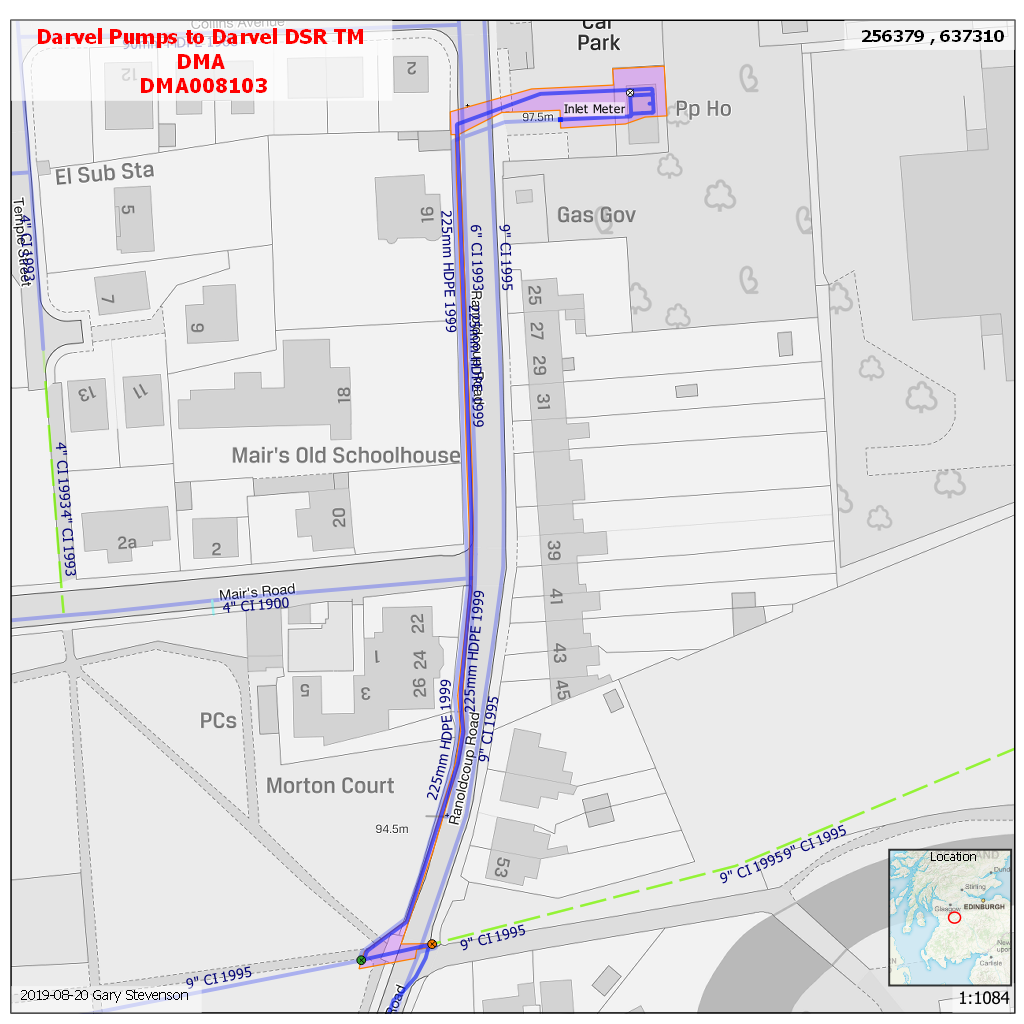 Collins Avenue
90mm HDPE 1988
Darvel Pumps to Darvel DSR TM
DMA
DMA008103
256379 , 637310
Car
Park
12
2
Inlet Meter
97.5m
Pp Ho
El Sub Sta
5
16
Gas Gov
Temple Street
4" CI 1993
225mm HDPE 1999
6" CI 1993
9" CI 1995
Ranoldcoup Road
225mm HDPE 1999
7
9
25
27
29
31
13
11
18
Mair's Old Schoolhouse
4" CI 1993
4" CI 1993
2a
2
20
39
Mair's Road
4" CI 1900
41
22
24
26
1
3
5
43
45
225mm HDPE 1999
225mm HDPE 1999
9" CI 1995
PCs
Ranoldcoup Road
Morton Court
94.5m
53
9" CI 1995
9" CI 1995
9" CI 1995
9" CI 1995
Road
Location
Stirling
Glasgow
EDINBURGH
Carlisle
2019-08-20 Gary Stevenson
1:1084